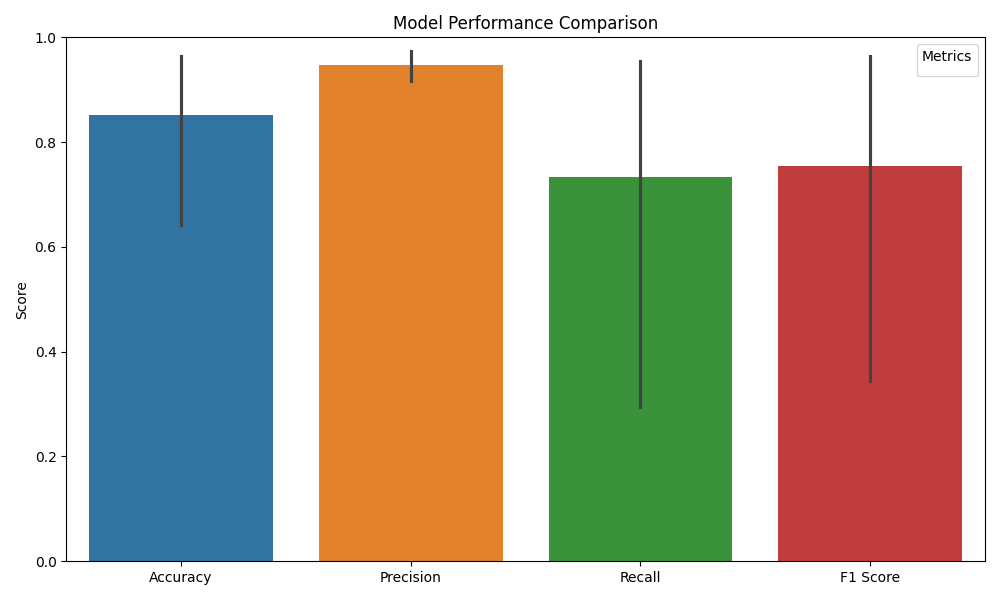 Model Performance Comparison
Metrics
Score
1.0
0.8
0.6
0.4
0.2
0.0
Accuracy
Precision
Recall
F1 Score